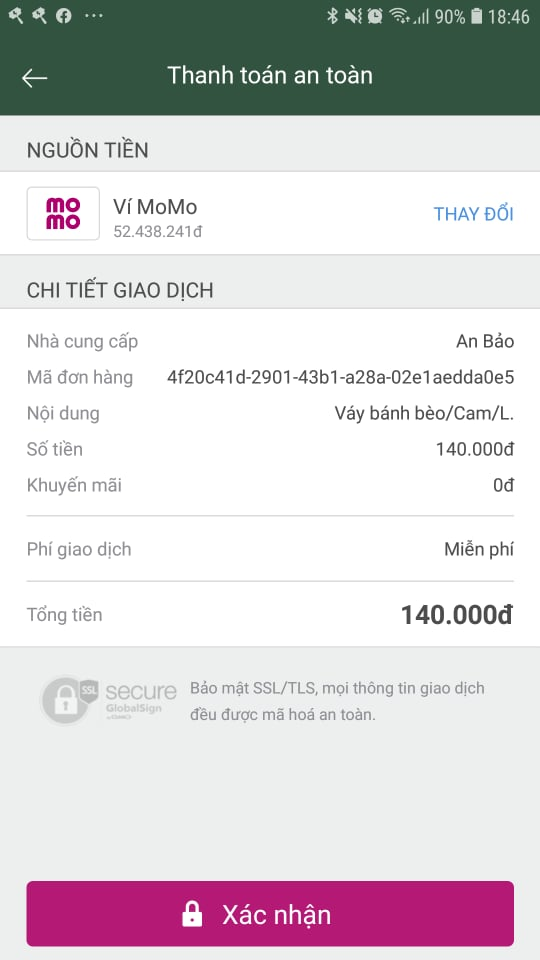 90% 18:46
Thanh toán an toàn
NGUỒN TIỀN
mo
mo
Ví MoMo
52.438.241đ
THAY ĐỔI
CHI TIẾT GIAO DỊCH
Nhà cung cấp An Bảo
Mã đơn hàng 4f20c41d-2901-43b1-a28a-02e1aedda0e5
Nội dung Váy bánh bèo/Cam/L.
Số tiền 140.000đ
Khuyến mãi 0đ
Phí giao dịch Miễn phí
Tổng tiền 140.000đ
SSL secure
GlobalSign
Bảo mật SSL/TLS, mọi thông tin giao dịch
đều được mã hoá an toàn.
Xác nhận